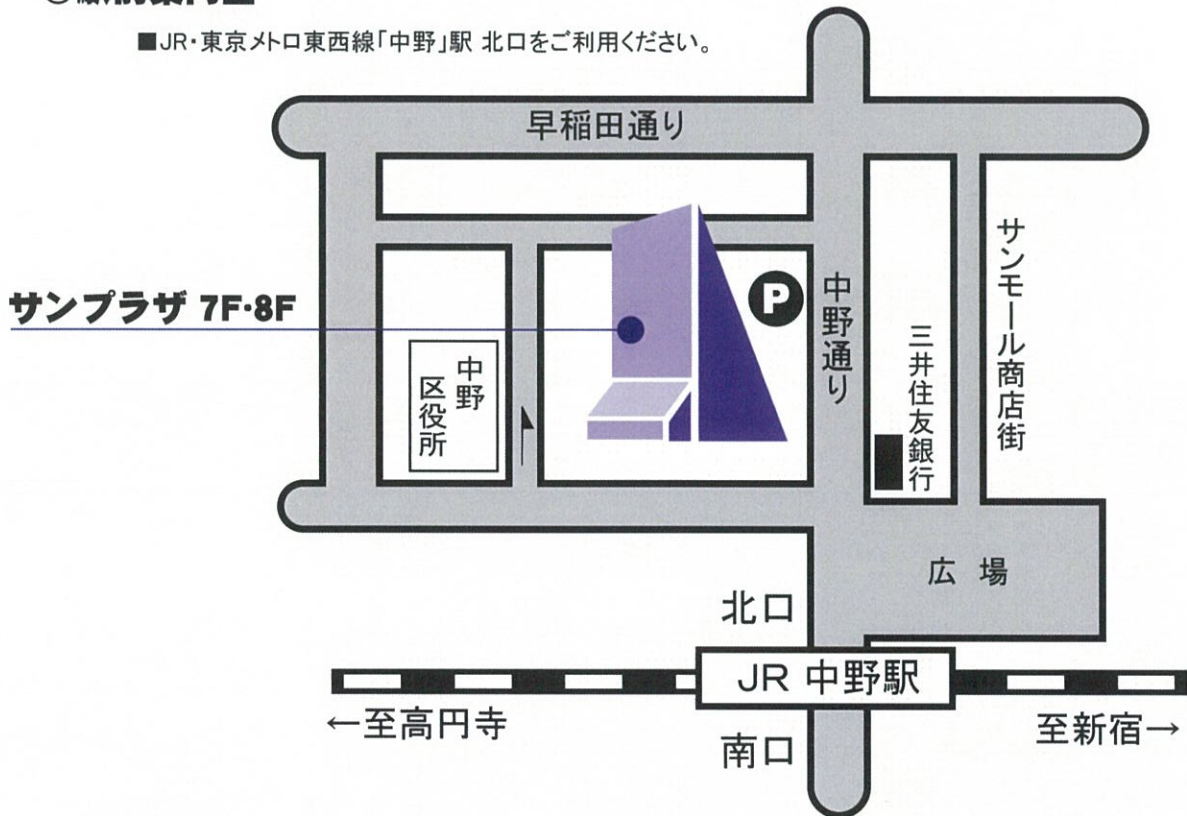 ■JR・東京メトロ東西線「中野」駅 北口をご利用ください。
早稲田通り
サンプラザ 7F・8F
中野
区役所
P
中野通り
三井住友銀行
サンモール商店街
広 場
北口
JR 中野駅
←至高円寺
至新宿→
南口